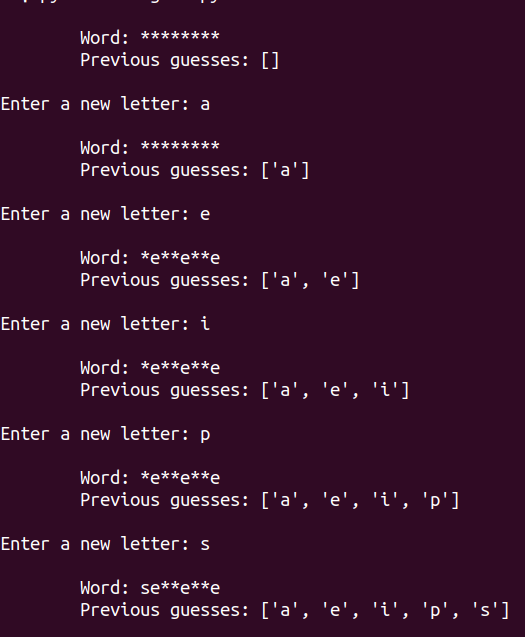 Word: ********
Previous guesses: []
Enter a new letter: a
Word: ********
Previous guesses: ['a']
Enter a new letter: e
Word: *e**e**e
Previous guesses: ['a', 'e']
Enter a new letter: i
Word: *e**e**e
Previous guesses: ['a', 'e', 'i']
Enter a new letter: p
Word: *e**e**e
Previous guesses: ['a', 'e', 'i', 'p']
Enter a new letter: s
Word: se**e**e
Previous guesses: ['a', 'e', 'i', 'p', 's']